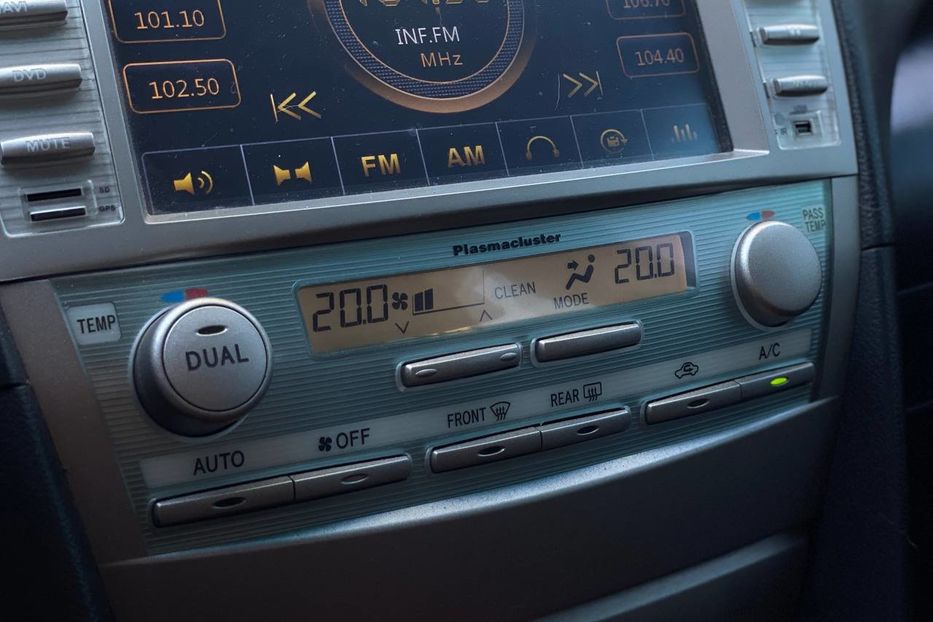 101.10
INF.FM
MHz
102.50
104.40
DVD
MUTE
SD
GPS
FM
AM
Plasmacluster
PASS
TEMP
TEMP
DUAL
20.0
CLEAN
MODE
20.0
FRONT
REAR
A/C
AUTO
OFF